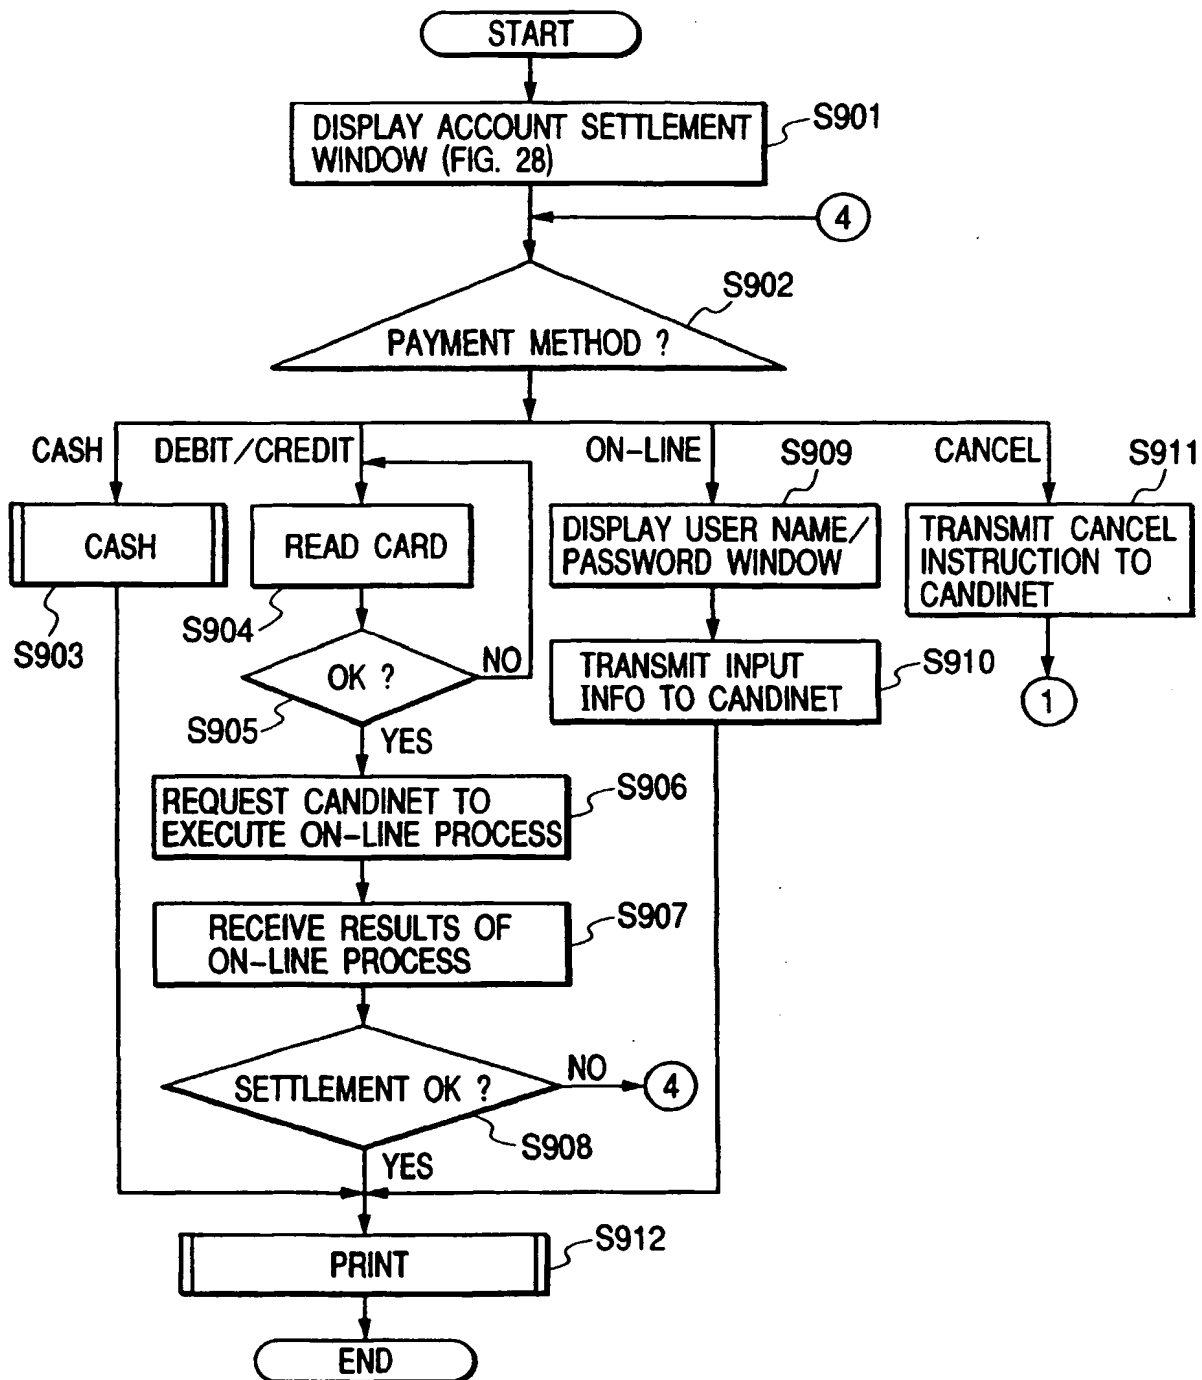 START
DISPLAY ACCOUNT SETTLEMENT
WINDOW (FIG. 28)
S901
4
S902
PAYMENT METHOD ?
CASH
DEBIT/CREDIT
ON-LINE
S909
CANCEL
S911
CASH
S903
READ CARD
S904
DISPLAY USER NAME/
PASSWORD WINDOW
TRANSMIT CANCEL
INSTRUCTION TO
CANDINET
OK ?
NO
S905
YES
TRANSMIT INPUT
INFO TO CANDINET
S910
1
REQUEST CANDINET TO
EXECUTE ON-LINE PROCESS
S906
RECEIVE RESULTS OF
ON-LINE PROCESS
S907
SETTLEMENT OK ?
NO
4
S908
YES
PRINT
S912
END